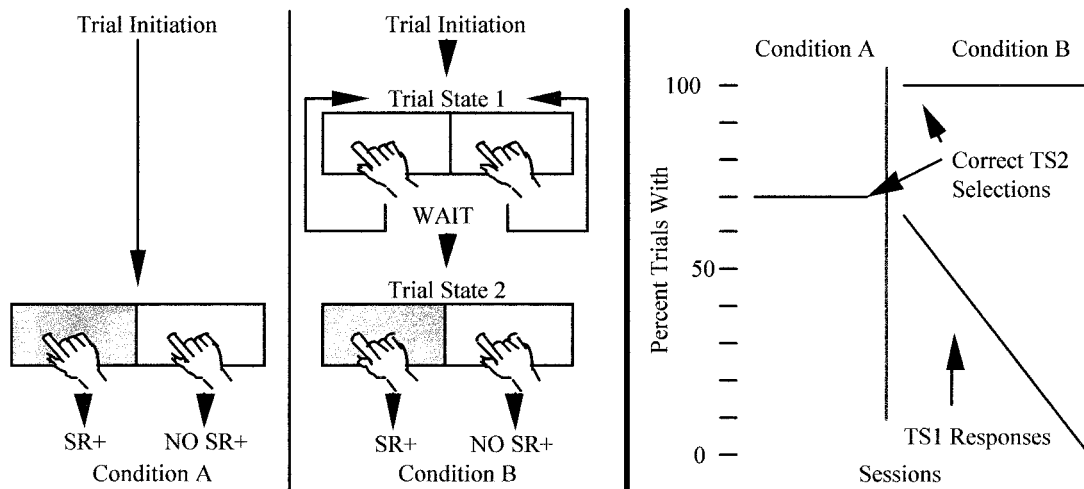 Trial Initiation
SR+
NO SR+
Condition A
Trial Initiation
Trial State 1
WAIT
Trial State 2
SR+
NO SR+
Condition B
Condition A
Condition B
Percent Trials With
100
50
0
Correct TS2
Selections
TS1 Responses
Sessions